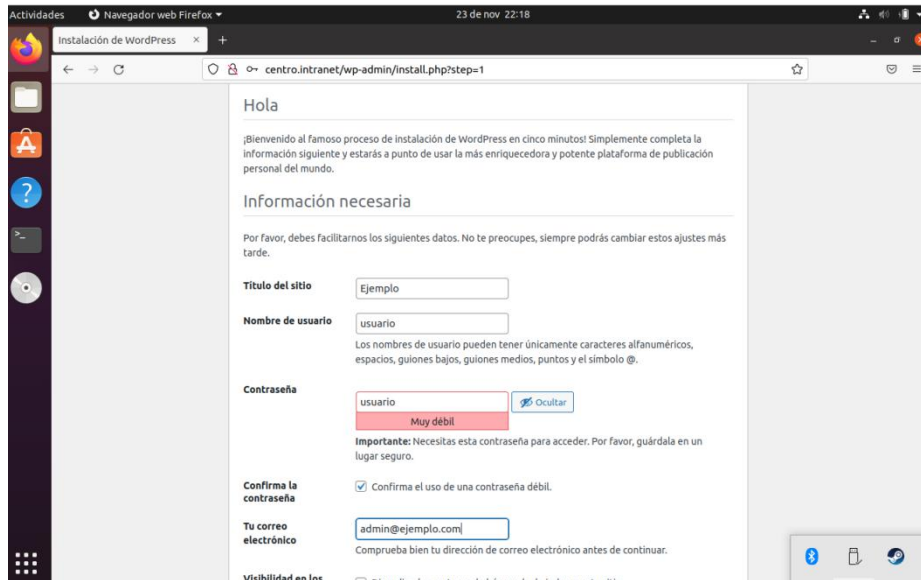 Actividades Navegador web Firefox 23 de nov 22:18
Instalación de WordPress
centro.intranet/wp-admin/install.php?step=1
Hola
¡Bienvenido al famoso proceso de instalación de WordPress en cinco minutos! Simplemente completa la
información siguiente y estarás a punto de usar la más enriquecedora y potente plataforma de publicación
personal del mundo.
Información necesaria
Por favor, debes facilitarnos los siguientes datos. No te preocupes, siempre podrás cambiar estos ajustes más
tarde.
Título del sitio Ejemplo
Nombre de usuario usuario
Los nombres de usuario pueden tener únicamente caracteres alfanuméricos,
espacios, guiones bajos, guiones medios, puntos y el símbolo @.
Contraseña
usuario Ocultar
Muy débil
Importante: Necesitas esta contraseña para acceder. Por favor, guárdala en un
lugar seguro.
Confirma la
contraseña
Confirma el uso de una contraseña débil.
Tu correo
electrónico
admin@ejemplo.com
Comprueba bien tu dirección de correo electrónico antes de continuar.
Visibilidad en los